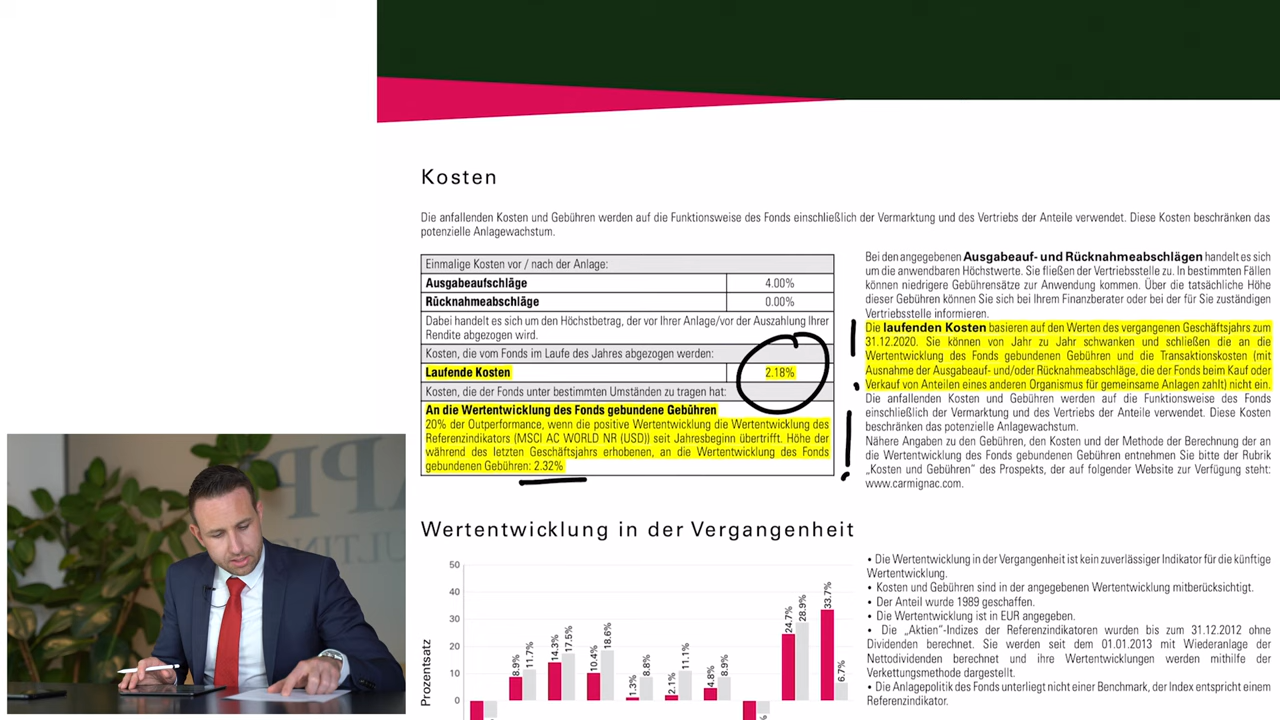 Kosten
Die anfallenden Kosten und Gebühren werden auf die Funktionsweise des Fonds einschließlich der Vermarktung und des Vertriebs der Anteile verwendet. Diese Kosten beschränken das
potenzielle Anlagewachstum.
Einmalige Kosten vor / nach der Anlage:
Ausgabeaufschläge 4.00%
Rücknahmeabschläge 0.00%
Dabei handelt es sich um den Höchstbetrag, der vor Ihrer Anlage/vor der Auszahlung Ihrer
Rendite abgezogen wird.
Kosten, die vom Fonds im Laufe des Jahres abgezogen werden:
Laufende Kosten 2.18%
Kosten, die der Fonds unter bestimmten Umständen zu tragen hat:
An die Wertentwicklung des Fonds gebundene Gebühren
20% der Outperformance, wenn die positive Wertentwicklung die Wertentwicklung des
Referenzindikators (MSCI AC WORLD NR (USD)) seit Jahresbeginn übertrifft. Höhe der
während des letzten Geschäftsjahrs erhobenen, an die Wertentwicklung des Fonds
gebundenen Gebühren: 2.32%
Bei den angegebenen Ausgabeauf- und Rücknahmeabschlägen handelt es sich
um die anwendbaren Höchstwerte. Sie fließen der Vertriebsstelle zu. In bestimmten Fällen
können niedrigere Gebührensätze zur Anwendung kommen. Über die tatsächliche Höhe
dieser Gebühren können Sie sich bei Ihrem Finanzberater oder bei der für Sie zuständigen
Vertriebsstelle informieren.
Die laufenden Kosten basieren auf den Werten des vergangenen Geschäftsjahrs zum
31.12.2020. Sie können von Jahr zu Jahr schwanken und schließen die an die
Wertentwicklung des Fonds gebundenen Gebühren und die Transaktionskosten (mit
Ausnahme der Ausgabeauf- und/oder Rücknahmeabschläge, die der Fonds beim Kauf oder
Verkauf von Anteilen eines anderen Organismus für gemeinsame Anlagen zahlt) nicht ein.
Die anfallenden Kosten und Gebühren werden auf die Funktionsweise des Fonds
einschließlich der Vermarktung und des Vertriebs der Anteile verwendet. Diese Kosten
beschränken das potenzielle Anlagewachstum.
Nähere Angaben zu den Gebühren, den Kosten und der Methode der Berechnung der an
die Wertentwicklung des Fonds gebundenen Gebühren entnehmen Sie bitte der Rubrik
„Kosten und Gebühren" des Prospekts, der auf folgender Website zur Verfügung steht:
www.carmignac.com.
Wertentwicklung in der Vergangenheit
Prozentsatz
50
40
30
20
10
0
8.9% 11.7% 14.3% 17.5% 10.4% 18.6% 1.3% 8.8% 2.1% 11.1% 4.8% 8.9% 24.7% 28.9% 33.7% 6.7%
• Die Wertentwicklung in der Vergangenheit ist kein zuverlässiger Indikator für die künftige
Wertentwicklung.
• Kosten und Gebühren sind in der angegebenen Wertentwicklung mitberücksichtigt.
• Der Anteil wurde 1989 geschaffen.
• Die Wertentwicklung ist in EUR angegeben.
• Die „Aktien"-Indizes der Referenzindikatoren wurden bis zum 31.12.2012 ohne
Dividenden berechnet. Sie werden seit dem 01.01.2013 mit Wiederanlage der
Nettodividenden berechnet und ihre Wertentwicklungen werden mithilfe der
Verkettungsmethode dargestellt.
• Die Anlagepolitik des Fonds unterliegt nicht einer Benchmark, der Index entspricht einem
Referenzindikator.